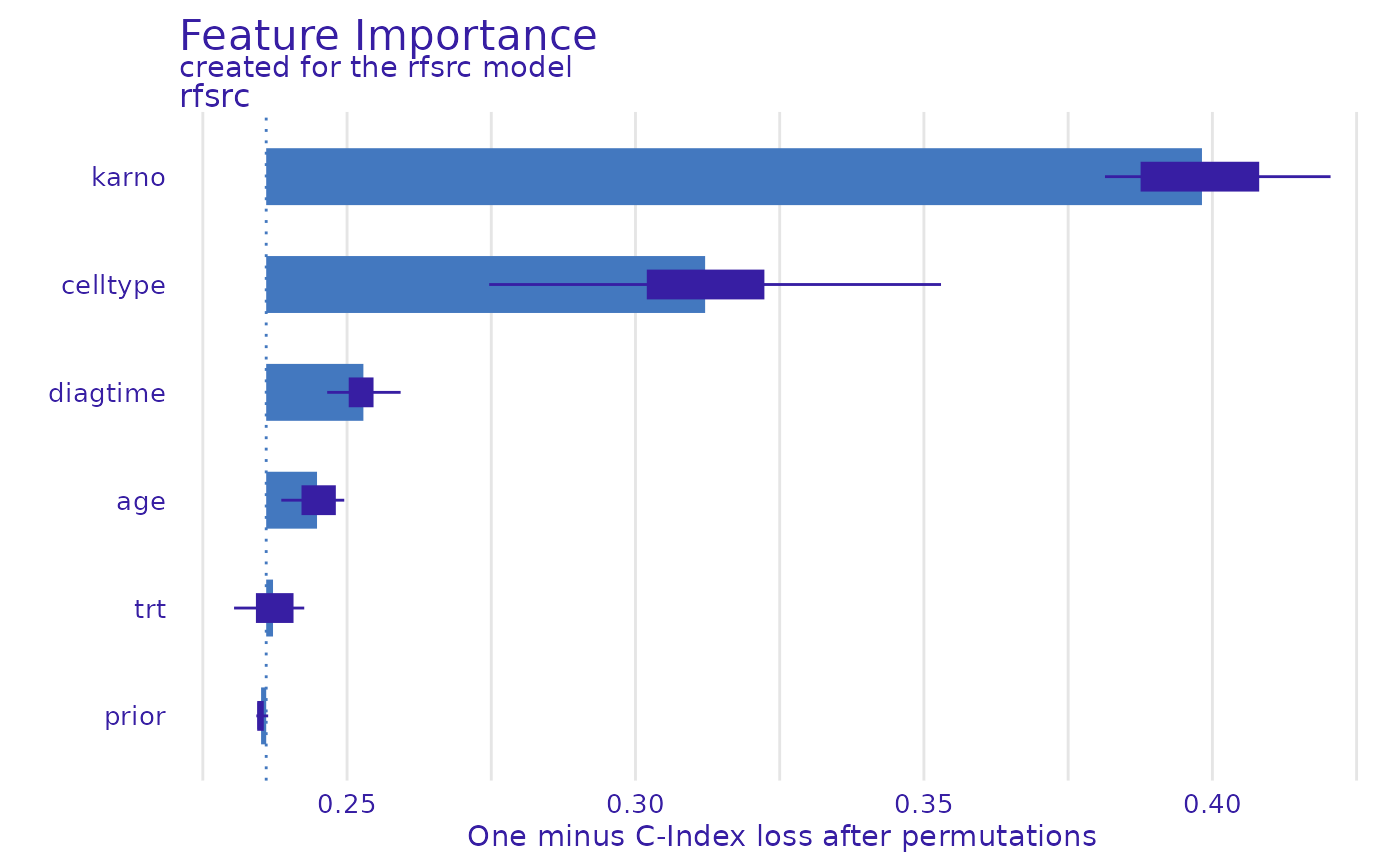 Feature Importance
created for the rfsrc model
rfsrc
karno
celltype
diagtime
age
trt
prior
0.25 0.30 0.35 0.40
One minus C-Index loss after permutations